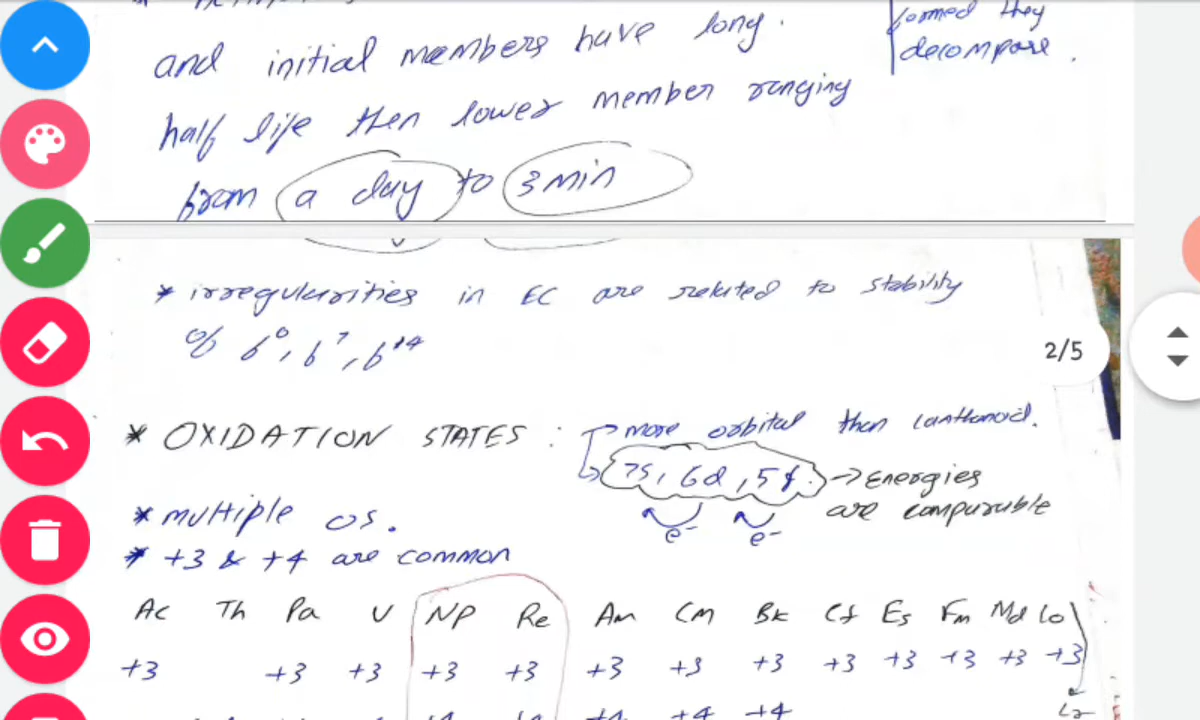 formed they
and initial members have long.
decompose.
half life then lower member ranging
from a day to 3 min
* irregularities in EC are related to stability
of f⁰, f⁷, f¹⁴
2/5
* OXIDATION STATES : more orbital than lanthanoid.
7s, 6d, 5f. → Energies
are comparable
* multiple os.
e- e-
* +3 & +4 are common
Ac Th Pa U NP Re Am Cm Bk Cf Es Fm Md Lo
+3 +3 +3 +3 +3 +3 +3 +3 +3 +3 +3 +3 +3
+4 +4